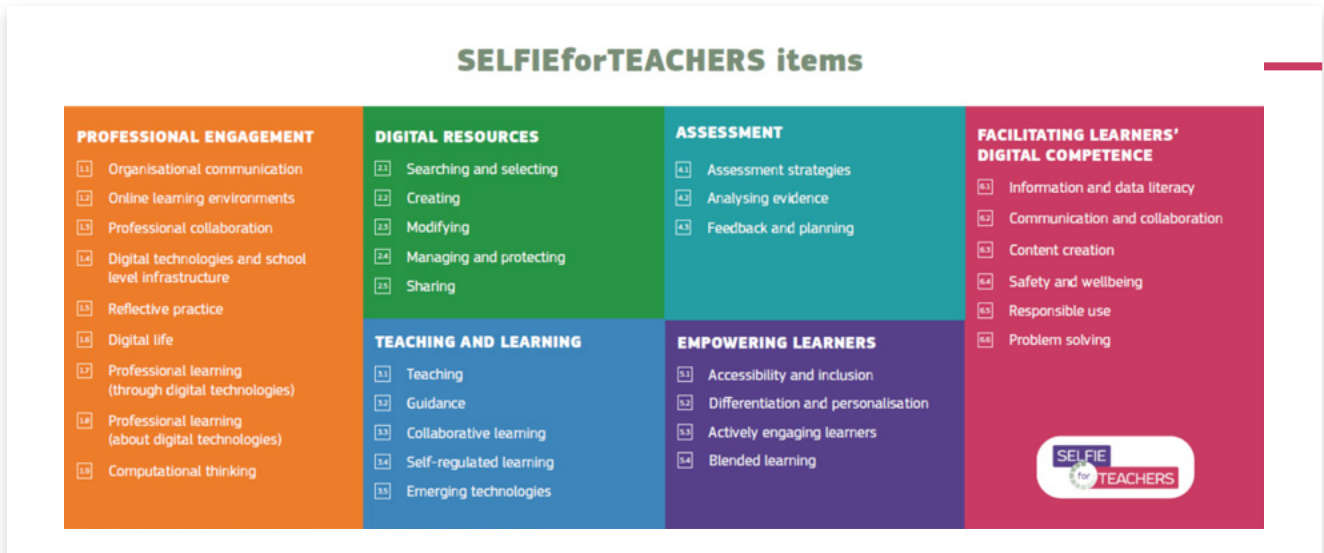 SELFIEforTEACHERS items
PROFESSIONAL ENGAGEMENT
1.1 Organisational communication
1.2 Online learning environments
1.3 Professional collaboration
1.4 Digital technologies and school
level infrastructure
1.5 Reflective practice
1.6 Digital life
1.7 Professional learning
(through digital technologies)
1.8 Professional learning
(about digital technologies)
1.9 Computational thinking
DIGITAL RESOURCES
2.1 Searching and selecting
2.2 Creating
2.3 Modifying
2.4 Managing and protecting
2.5 Sharing
TEACHING AND LEARNING
3.1 Teaching
3.2 Guidance
3.3 Collaborative learning
3.4 Self-regulated learning
3.5 Emerging technologies
ASSESSMENT
4.1 Assessment strategies
4.2 Analysing evidence
4.3 Feedback and planning
EMPOWERING LEARNERS
5.1 Accessibility and inclusion
5.2 Differentiation and personalisation
5.3 Actively engaging learners
5.4 Blended learning
FACILITATING LEARNERS’
DIGITAL COMPETENCE
6.1 Information and data literacy
6.2 Communication and collaboration
6.3 Content creation
6.4 Safety and wellbeing
6.5 Responsible use
6.6 Problem solving
SELFIE
for TEACHERS